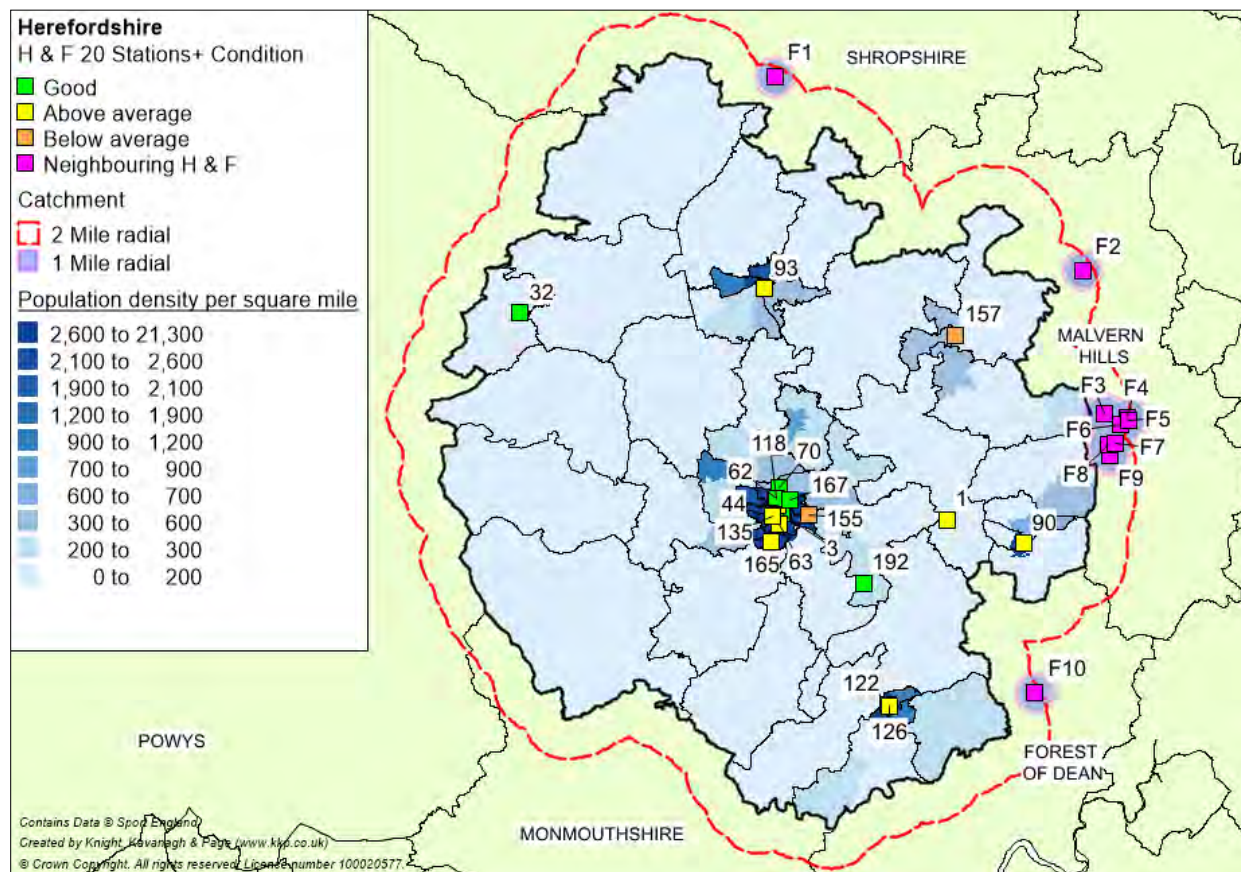 Herefordshire
H & F 20 Stations+ Condition
Good
Above average
Below average
Neighbouring H & F
Catchment
2 Mile radial
1 Mile radial
Population density per square mile
2,600 to 21,300
2,100 to 2,600
1,900 to 2,100
1,200 to 1,900
900 to 1,200
700 to 900
600 to 700
300 to 600
200 to 300
0 to 200
F1
SHROPSHIRE
F2
93
32
157
MALVERN
HILLS
F3
F4
F5
F6
F7
F8
F9
118
70
62
167
44
1
135
155
90
3
165
63
192
F10
122
126
POWYS
FOREST
OF DEAN
MONMOUTHSHIRE
Contains Data © Sport England
Created by Knight, Kavanagh & Page (www.kkp.co.uk)
© Crown Copyright. All rights reserved. Licence number 100020577.